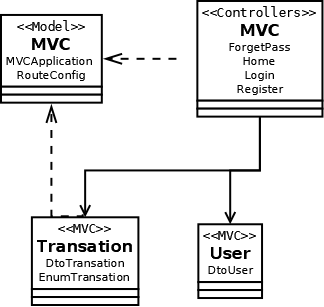 <<Model>>
MVC
MVCApplication
RouteConfig
<<Controllers>>
MVC
ForgetPass
Home
Login
Register
<<MVC>>
Transation
DtoTransation
EnumTransation
<<MVC>>
User
DtoUser